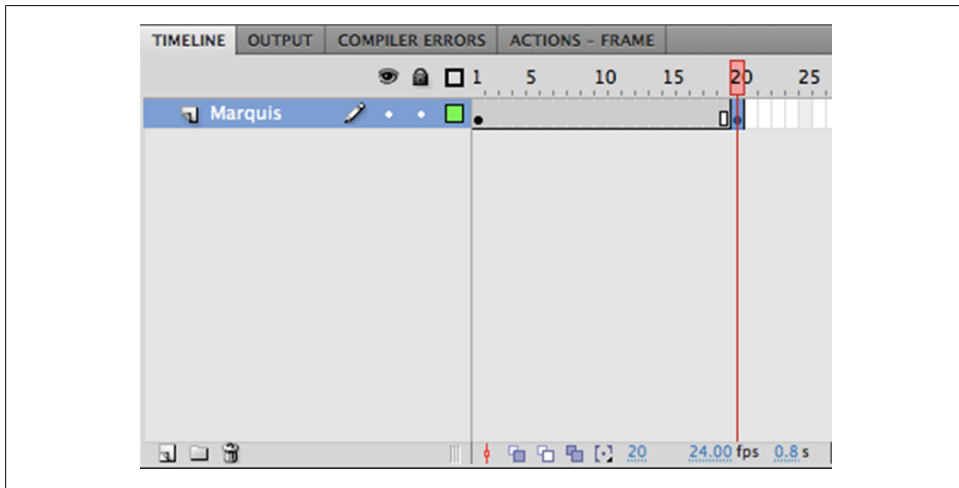 TIMELINE OUTPUT COMPILER ERRORS ACTIONS – FRAME
1 5 10 15 20 25
Marquis
20 24.00 fps 0.8 s